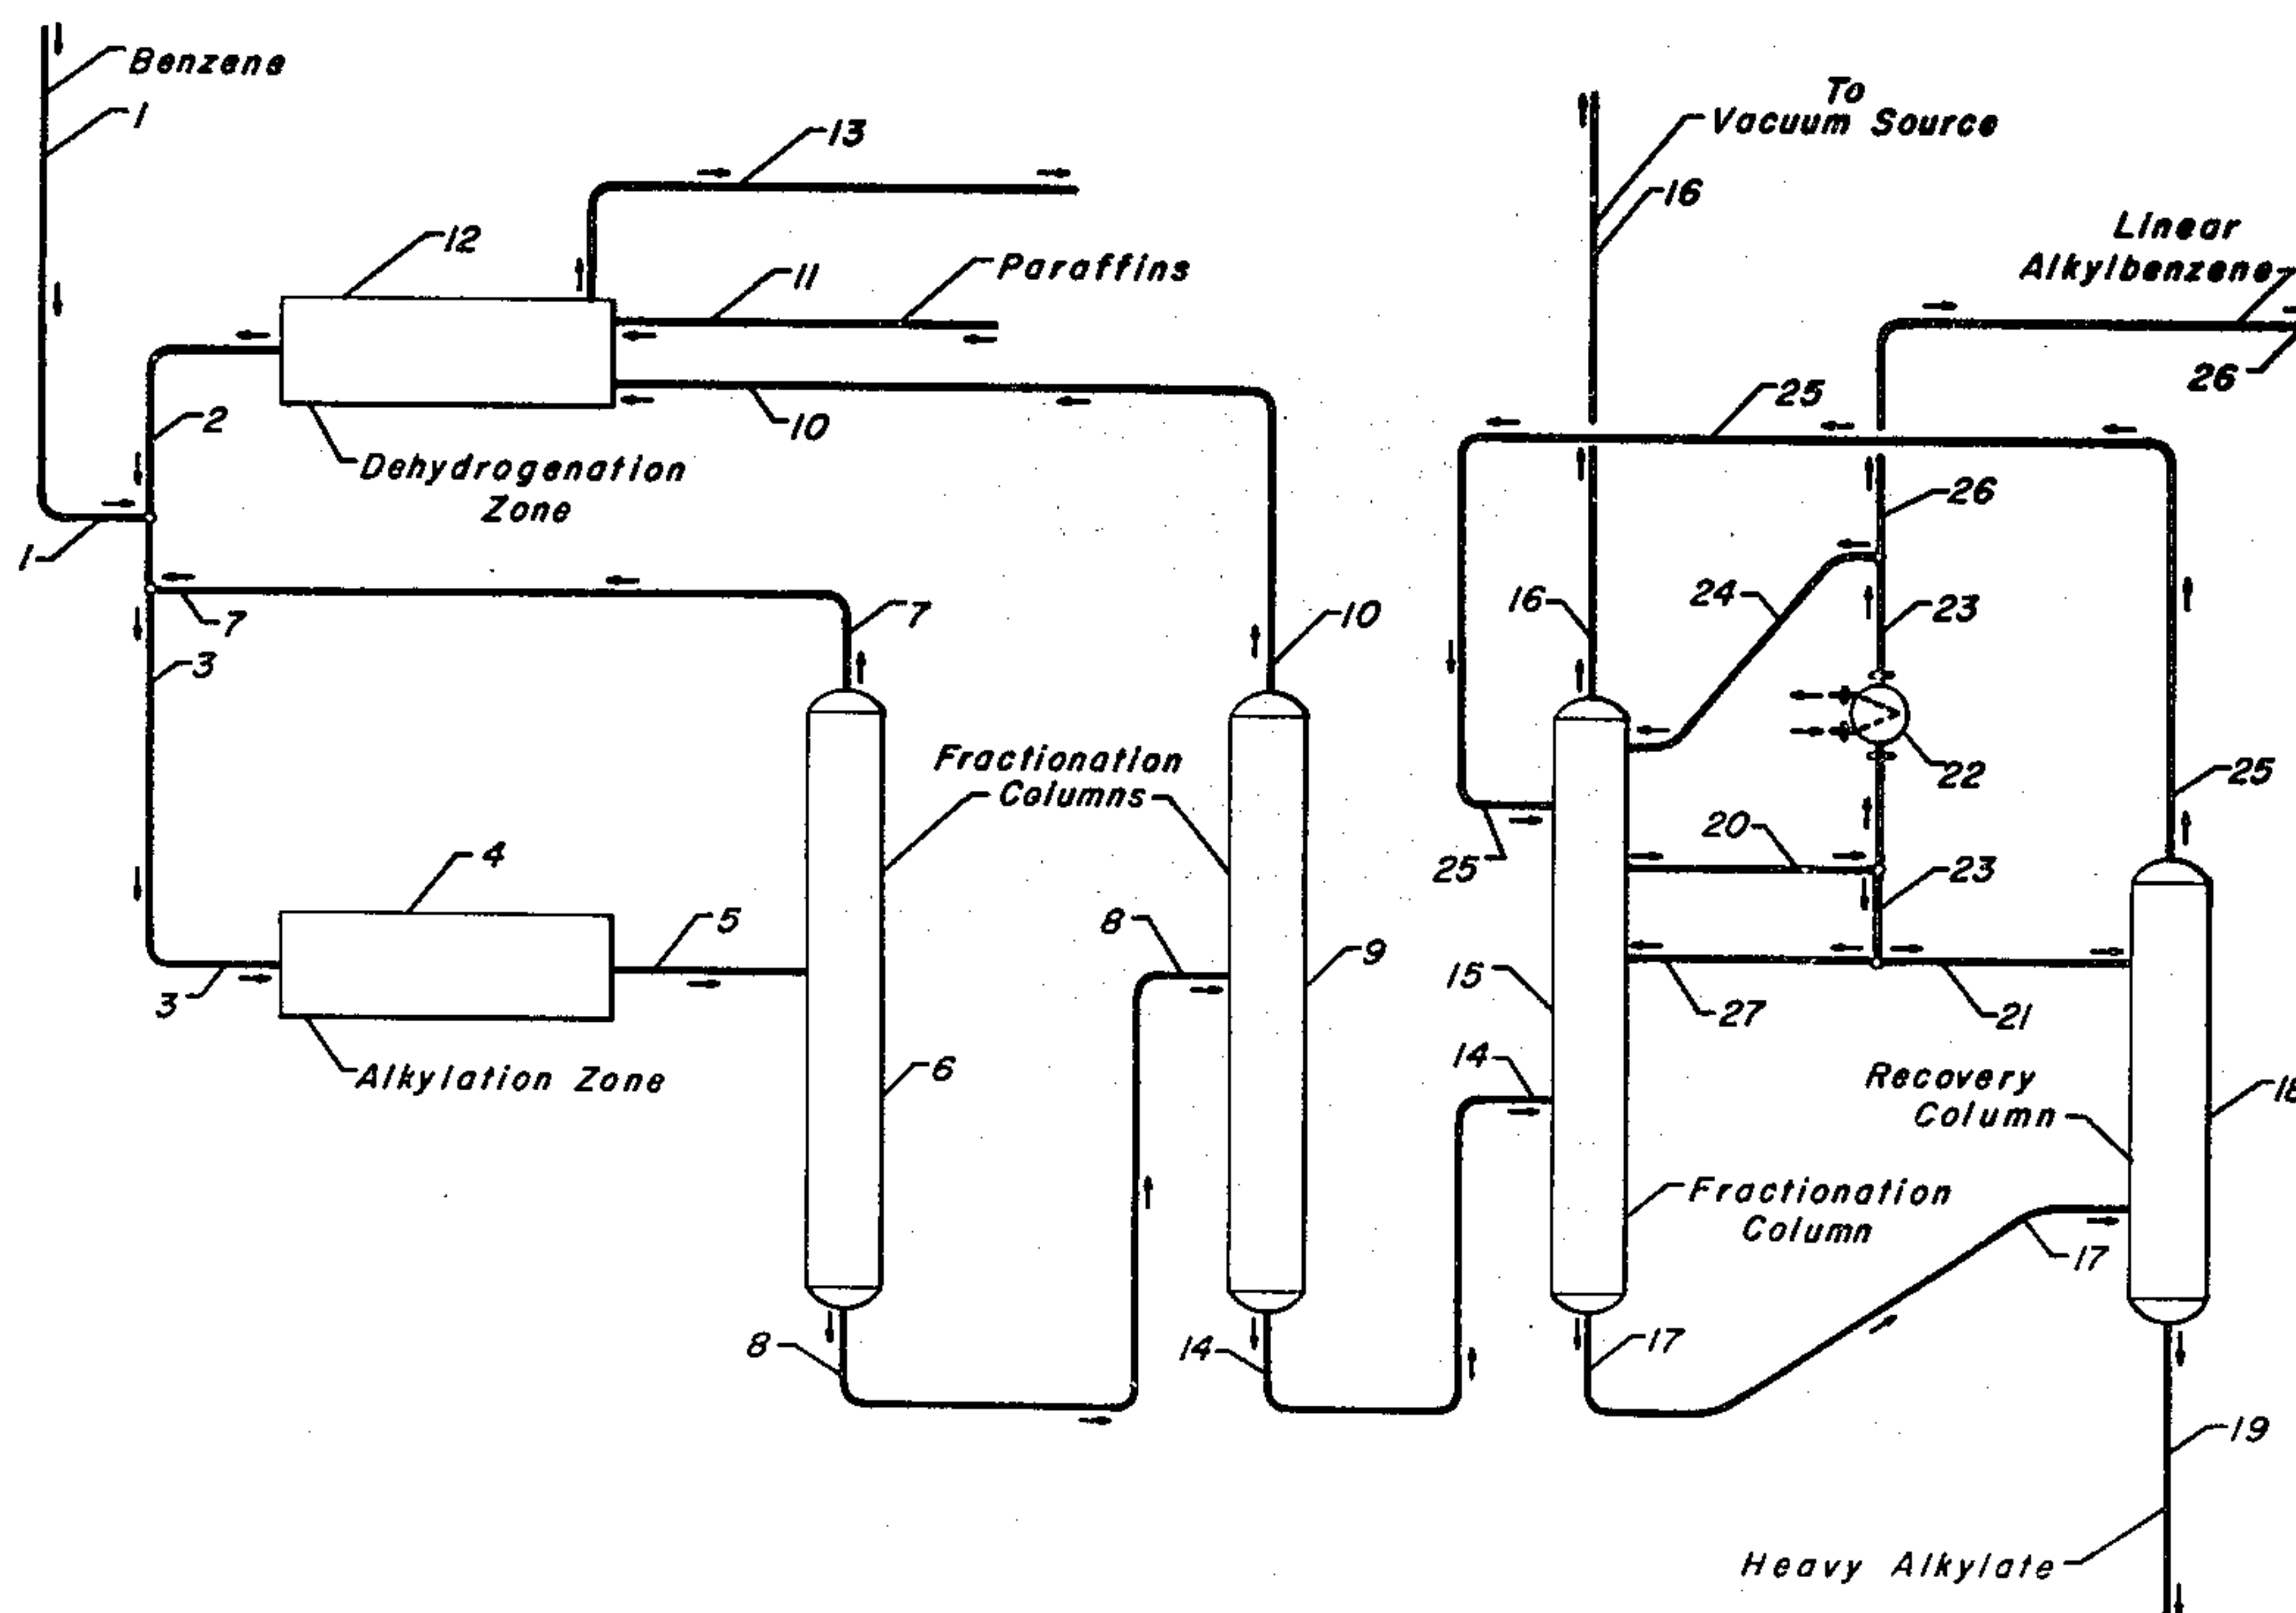 Benzene
1
To
Vacuum Source
13
16
12
Linear
Alkylbenzene
11
Paraffins
26
25
2
10
Dehydrogenation
Zone
26
1
24
16
23
7
7
10
3
Fractionation
Columns
22
25
20
4
25
23
5
8
9
15
3
27
21
14
6
Alkylation Zone
Recovery
Column
18
Fractionation
Column
17
8
14
17
19
Heavy Alkylate